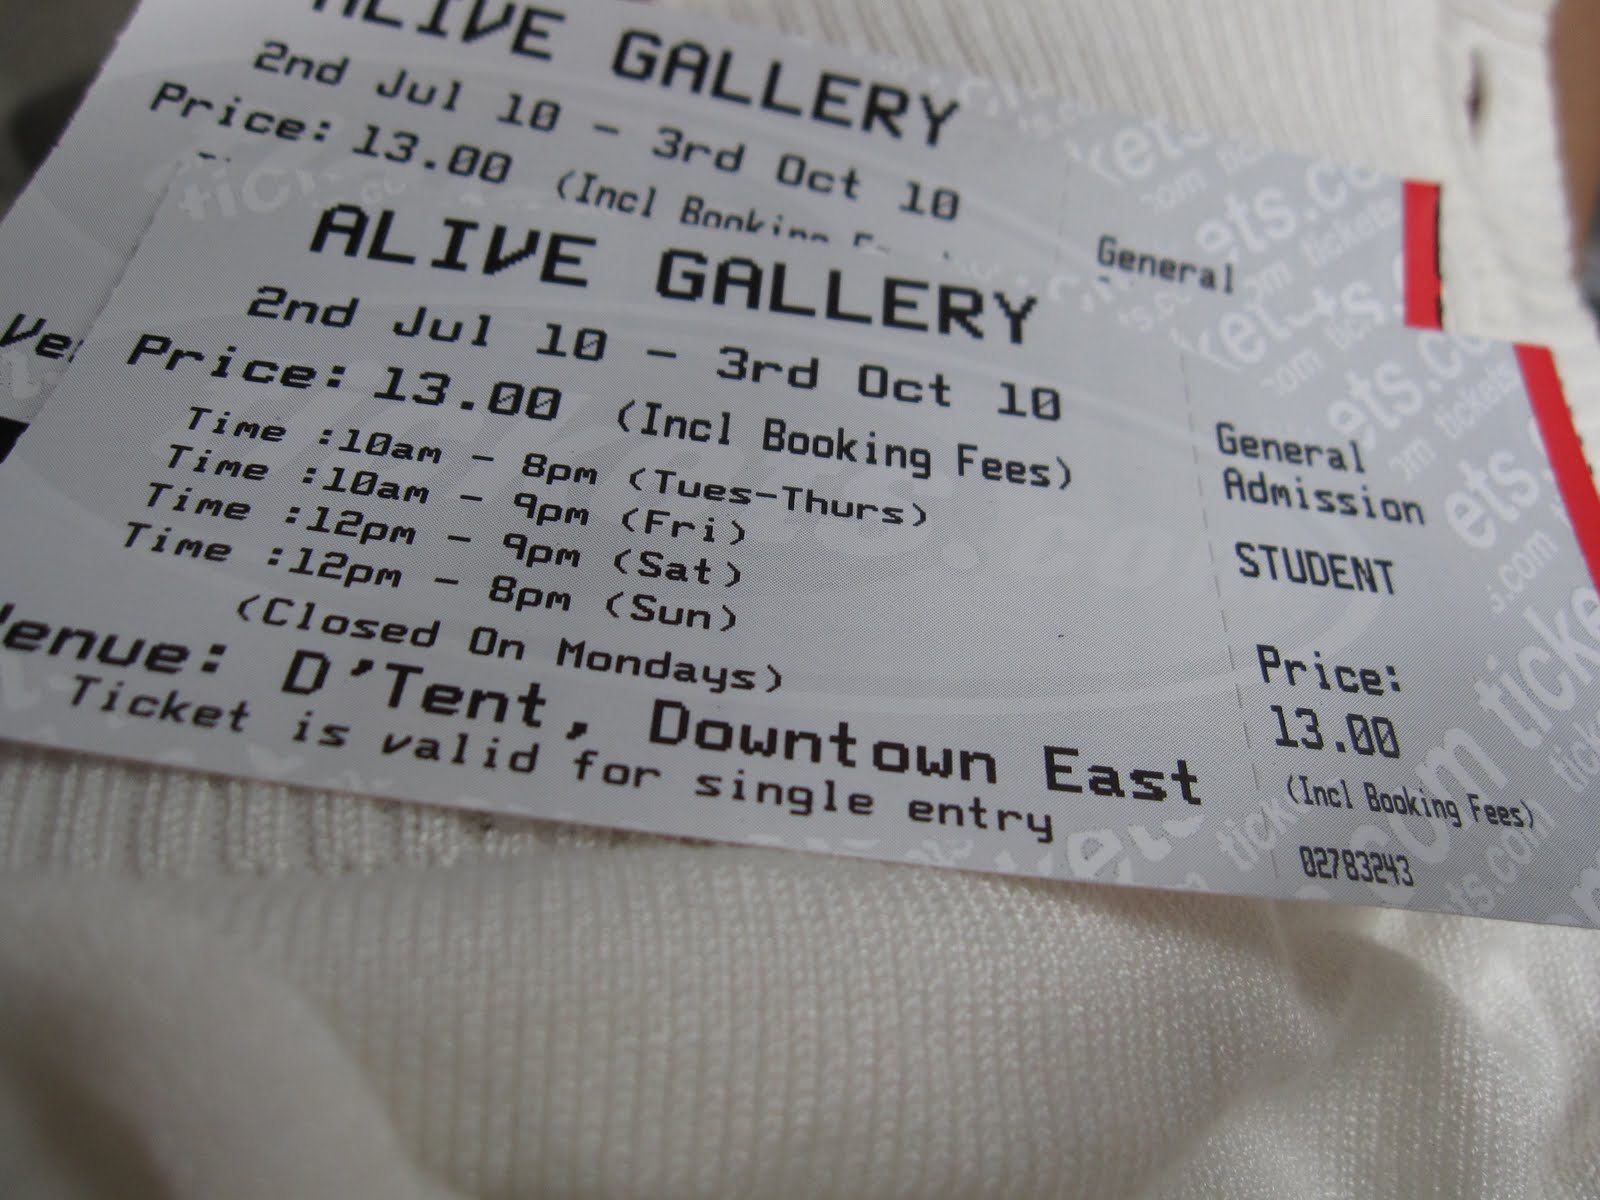 ALIVE GALLERY
2nd Jul 10 - 3rd Oct 10
Price: 13.00 (Incl Booking
General
Ve
ALIVE GALLERY
2nd Jul 10 - 3rd Oct 10
Price: 13.00 (Incl Booking Fees)
Time :10am - 8pm (Tues-Thurs)
Time :10am - 9pm (Fri)
Time :12pm - 9pm (Sat)
Time :12pm - 8pm (Sun)
(Closed On Mondays)
Venue: D'Tent, Downtown East
Ticket is valid for single entry
General
Admission
STUDENT
Price:
13.00
(Incl Booking Fees)
02783243